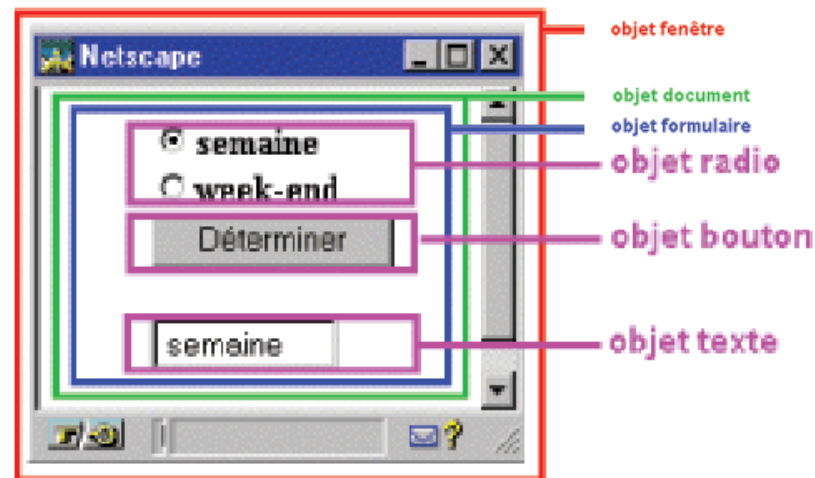 objet fenêtre
Netscape
objet document
objet formulaire
semaine
objet radio
week-end
Déterminer
objet bouton
semaine
objet texte